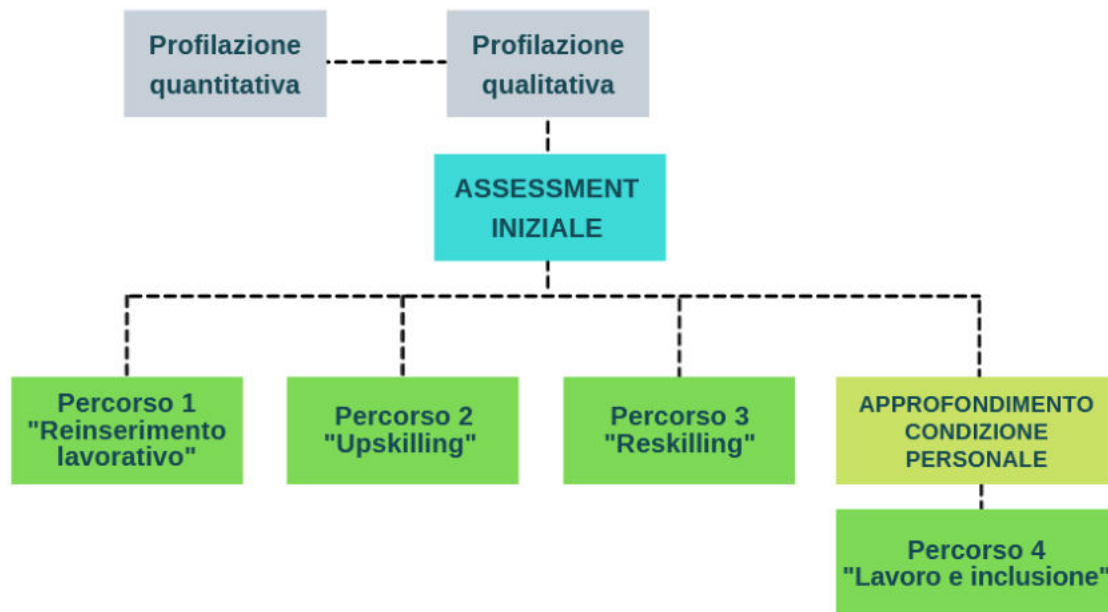 Profilazione
quantitativa
Profilazione
qualitativa
ASSESSMENT
INIZIALE
Percorso 1
"Reinserimento
lavorativo"
Percorso 2
"Upskilling"
Percorso 3
"Reskilling"
APPROFONDIMENTO
CONDIZIONE
PERSONALE
Percorso 4
"Lavoro e inclusione"